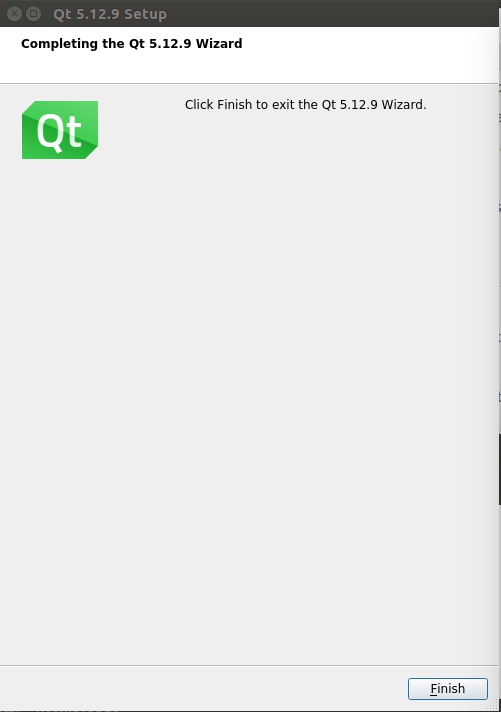 Qt 5.12.9 Setup
Completing the Qt 5.12.9 Wizard
Qt
Click Finish to exit the Qt 5.12.9 Wizard.
Finish